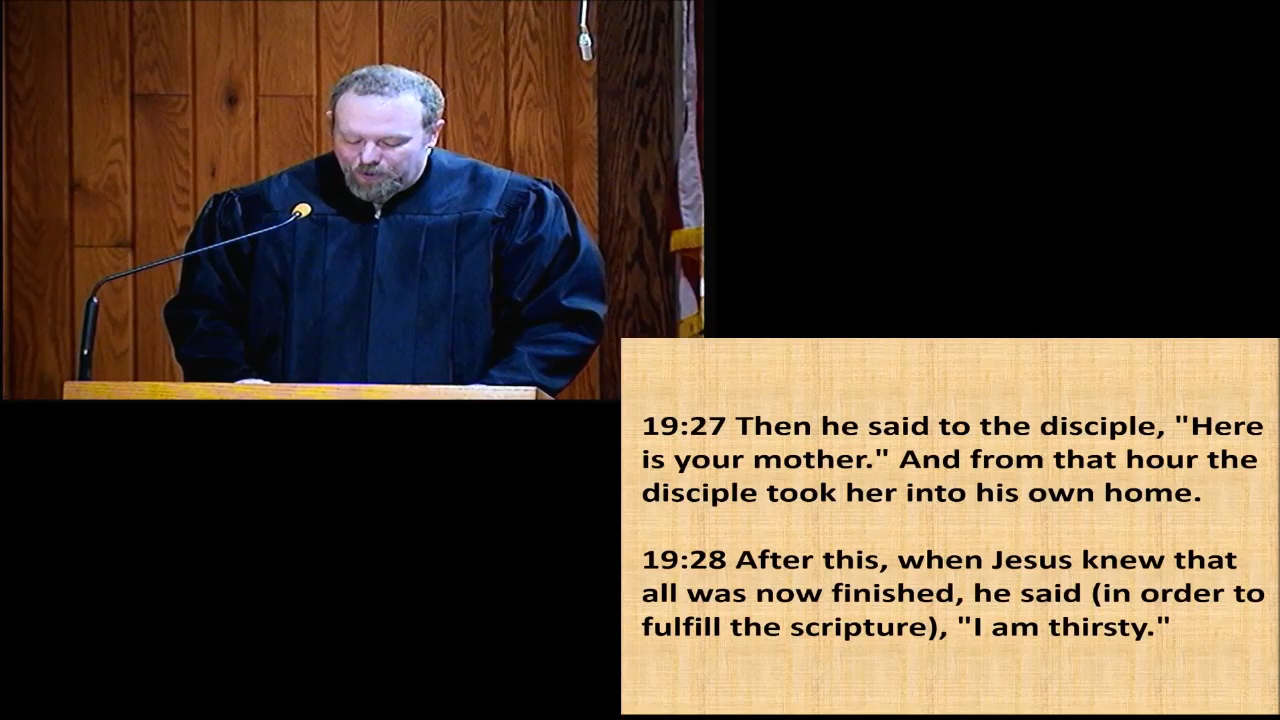 19:27 Then he said to the disciple, "Here
is your mother." And from that hour the
disciple took her into his own home.
19:28 After this, when Jesus knew that
all was now finished, he said (in order to
fulfill the scripture), "I am thirsty."